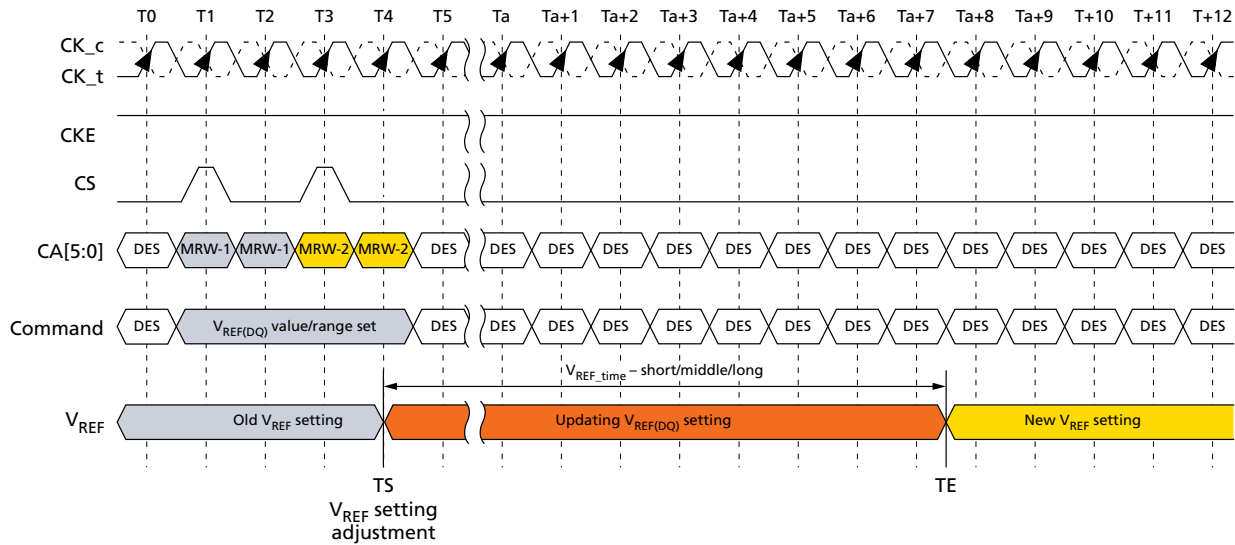 T0 T1 T2 T3 T4 T5 Ta Ta+1 Ta+2 Ta+3 Ta+4 Ta+5 Ta+6 Ta+7 Ta+8 Ta+9 T+10 T+11 T+12
CK_c
CK_t
CKE
CS
CA[5:0] DES MRW-1 MRW-1 MRW-2 MRW-2 DES DES DES DES DES DES DES DES DES DES DES DES DES DES
Command DES VREF(DQ) value/range set DES DES DES DES DES DES DES DES DES DES DES DES DES DES
VREF_time – short/middle/long
VREF Old VREF setting Updating VREF(DQ) setting New VREF setting
TS TE
VREF setting
adjustment